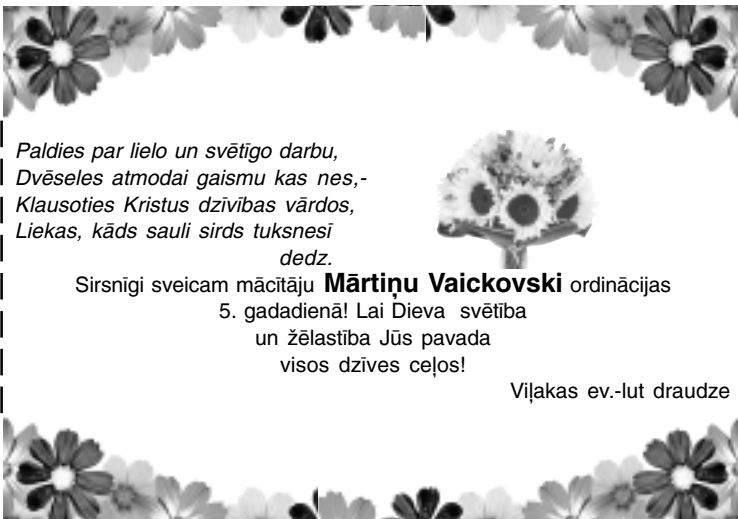 Paldies par lielo un svētīgo darbu,
Dvēseles atmodai gaismu kas nes,-
Klausoties Kristus dzīvības vārdos,
Liekas, kāds sauli sirds tuksnesī
dedz.
Sirsnīgi sveicam mācītāju Mārtiņu Vaickovski ordinācijas
5. gadadienā! Lai Dieva svētība
un žēlastība Jūs pavada
visos dzīves ceļos!
Viļakas ev.-lut draudze